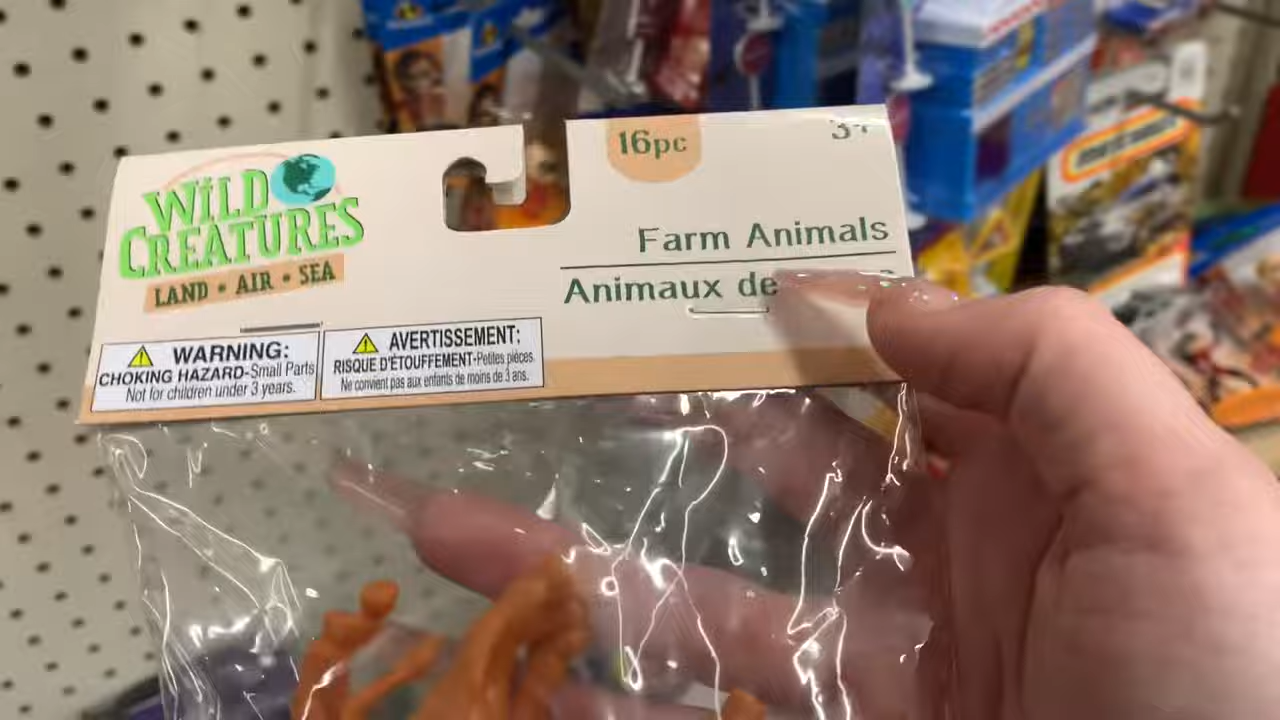 16pc
3+
WiLD
CREATURES
LAND • AIR • SEA
Farm Animals
Animaux de
WARNING:
CHOKING HAZARD-Small Parts
Not for children under 3 years.
AVERTISSEMENT:
RISQUE D'ÉTOUFFEMENT-Petites pièces.
Ne convient pas aux enfants de moins de 3 ans.